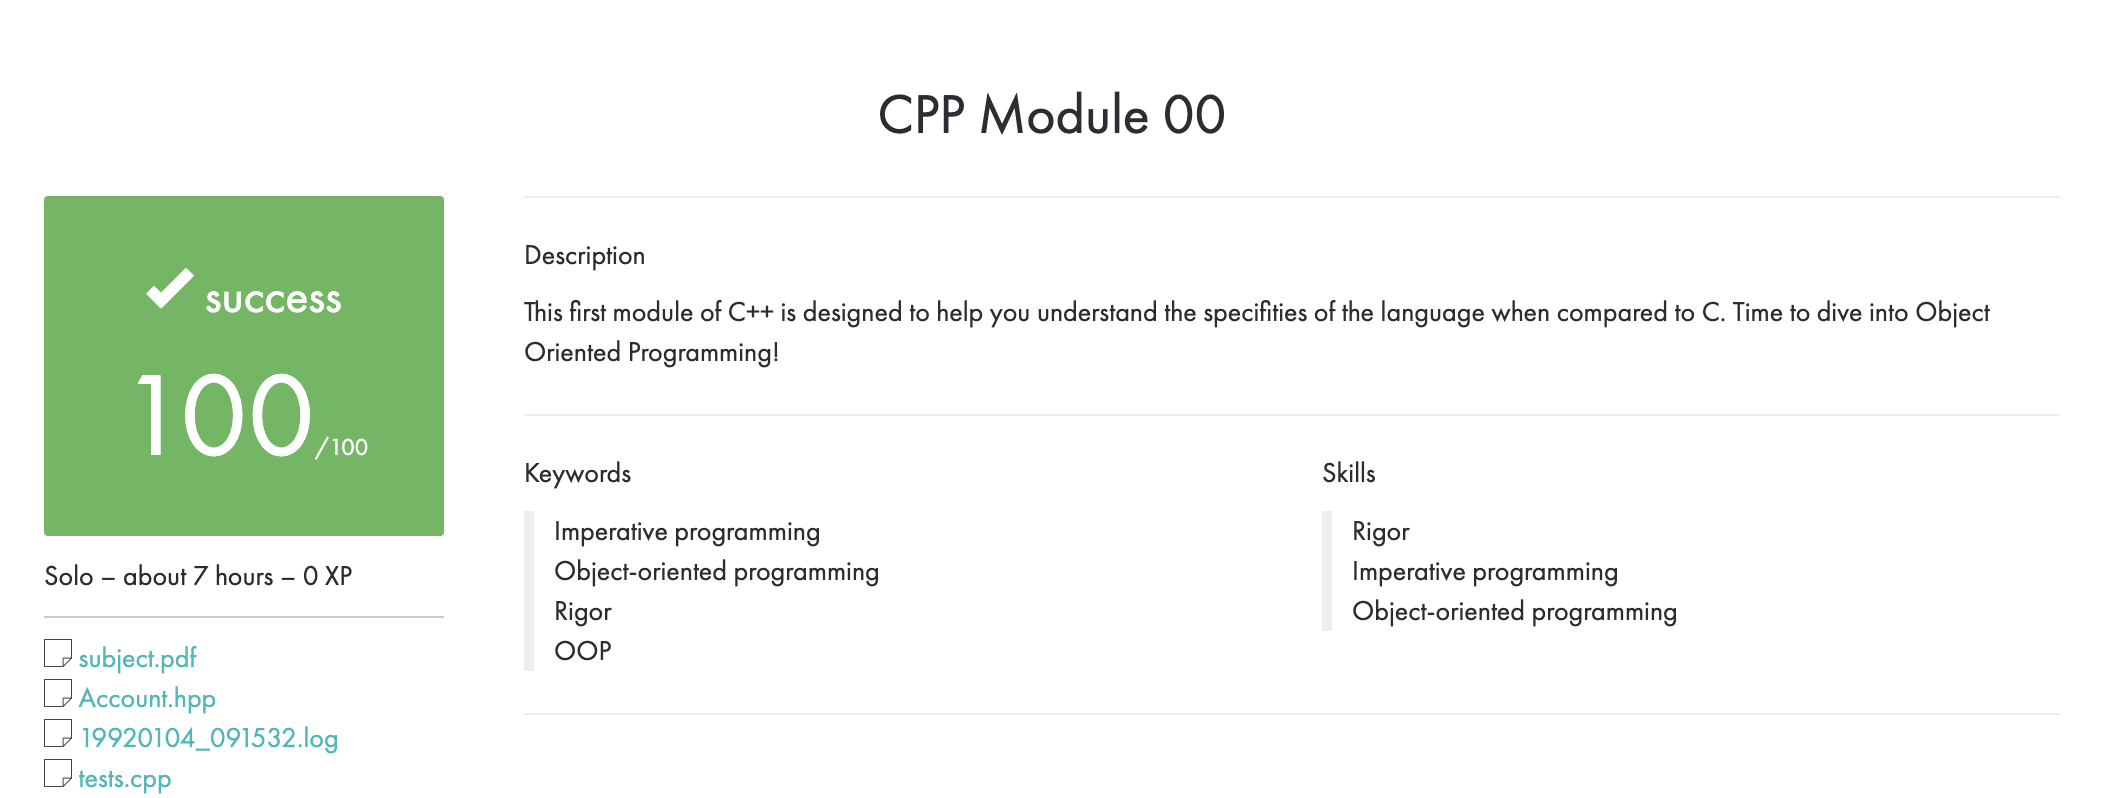 CPP Module 00
success
100/100
Solo – about 7 hours – 0 XP
subject.pdf
Account.hpp
19920104_091532.log
tests.cpp
Description
This first module of C++ is designed to help you understand the specifities of the language when compared to C. Time to dive into Object
Oriented Programming!
Keywords
Imperative programming
Object-oriented programming
Rigor
OOP
Skills
Rigor
Imperative programming
Object-oriented programming